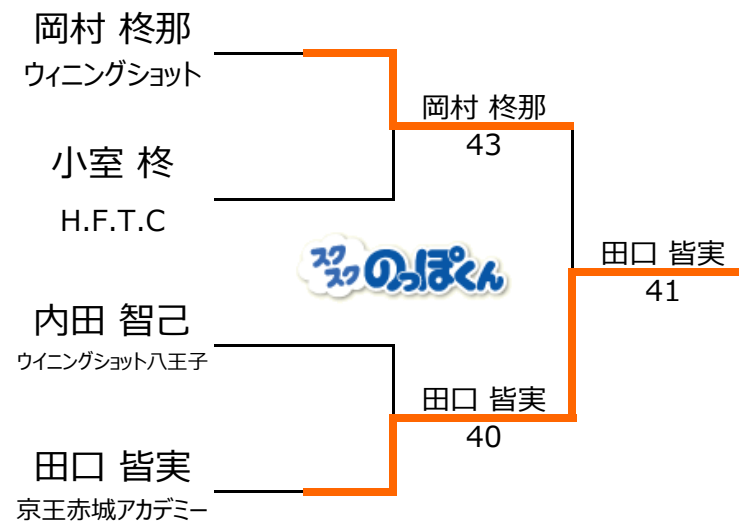 岡村 柊那
ウィニングショット
岡村 柊那
43
小室 柊
H.F.T.C
スク
スク のっぽくん
田口 皆実
41
内田 智己
ウイニングショット八王子
田口 皆実
40
田口 皆実
京王赤城アカデミー